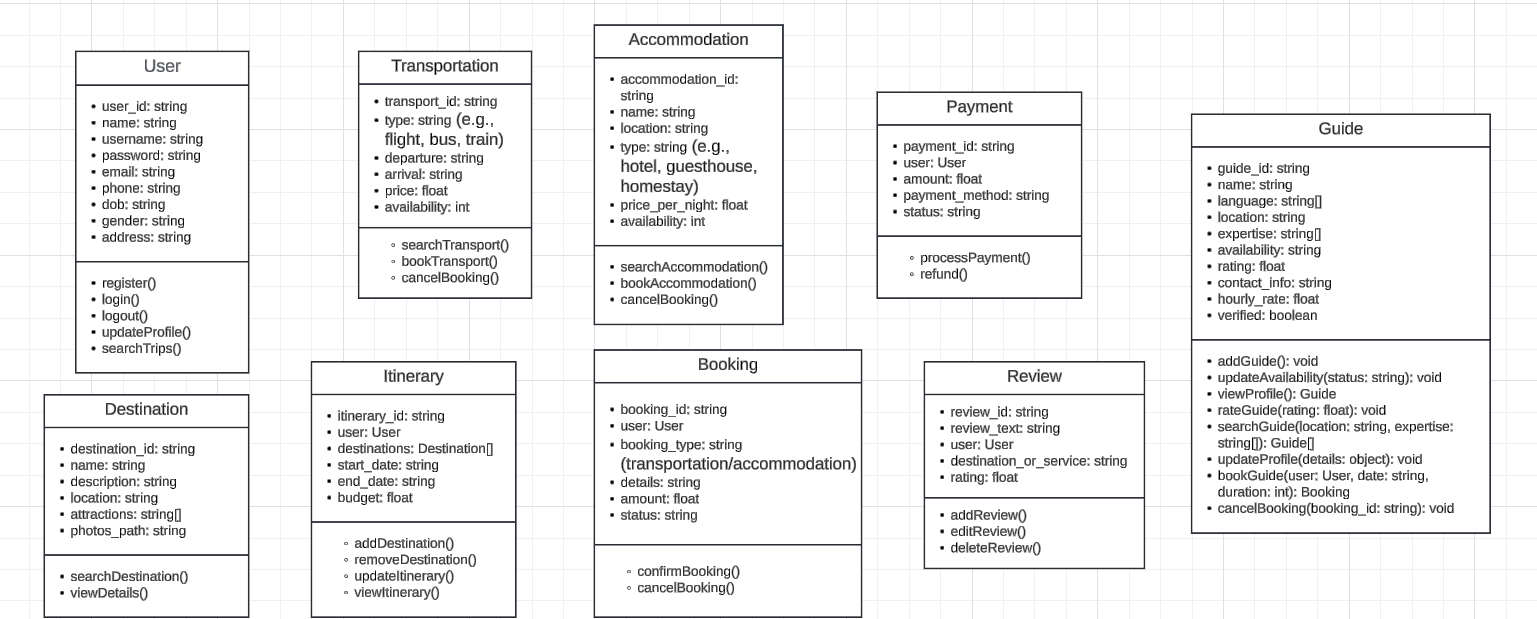 User
user_id: string
name: string
username: string
password: string
email: string
phone: string
dob: string
gender: string
address: string
register()
login()
logout()
updateProfile()
searchTrips()
Transportation
transport_id: string
type: string (e.g.,
flight, bus, train)
departure: string
arrival: string
price: float
availability: int
searchTransport()
bookTransport()
cancelBooking()
Accommodation
accommodation_id:
string
name: string
location: string
type: string (e.g.,
hotel, guesthouse,
homestay)
price_per_night: float
availability: int
searchAccommodation()
bookAccommodation()
cancelBooking()
Payment
payment_id: string
user: User
amount: float
payment_method: string
status: string
processPayment()
refund()
Guide
guide_id: string
name: string
language: string[]
location: string
expertise: string[]
availability: string
rating: float
contact_info: string
hourly_rate: float
verified: boolean
addGuide(): void
updateAvailability(status: string): void
viewProfile(): Guide
rateGuide(rating: float): void
searchGuide(location: string, expertise:
string[]): Guide[]
updateProfile(details: object): void
bookGuide(user: User, date: string,
duration: int): Booking
cancelBooking(booking_id: string): void
Destination
destination_id: string
name: string
description: string
location: string
attractions: string[]
photos_path: string
searchDestination()
viewDetails()
Itinerary
itinerary_id: string
user: User
destinations: Destination[]
start_date: string
end_date: string
budget: float
addDestination()
removeDestination()
updateItinerary()
viewItinerary()
Booking
booking_id: string
user: User
booking_type: string
(transportation/accommodation)
details: string
amount: float
status: string
confirmBooking()
cancelBooking()
Review
review_id: string
review_text: string
user: User
destination_or_service: string
rating: float
addReview()
editReview()
deleteReview()